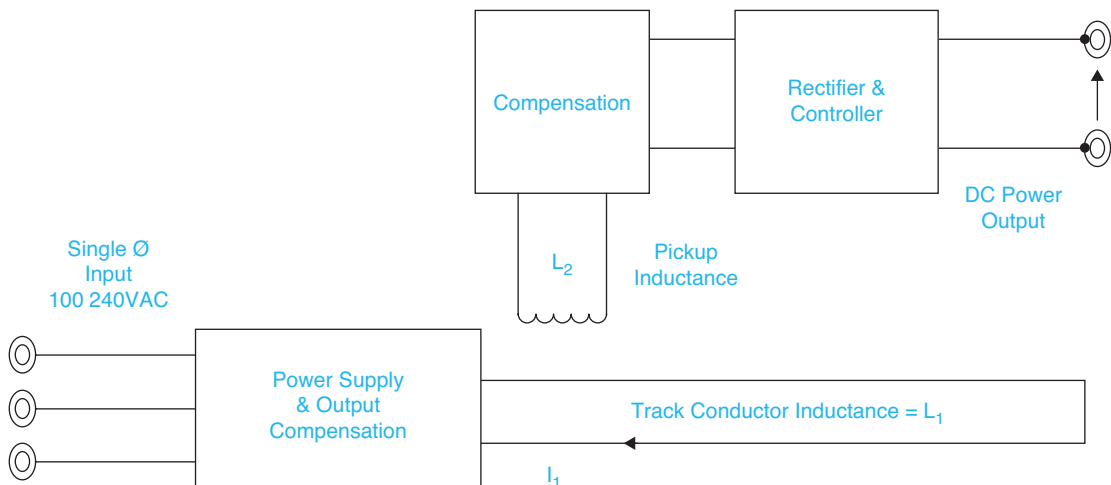 Compensation
Rectifier &
Controller
DC Power
Output
L₂
Pickup
Inductance
Single Ø
Input
100 240VAC
Power Supply
& Output
Compensation
Track Conductor Inductance = L₁
I₁